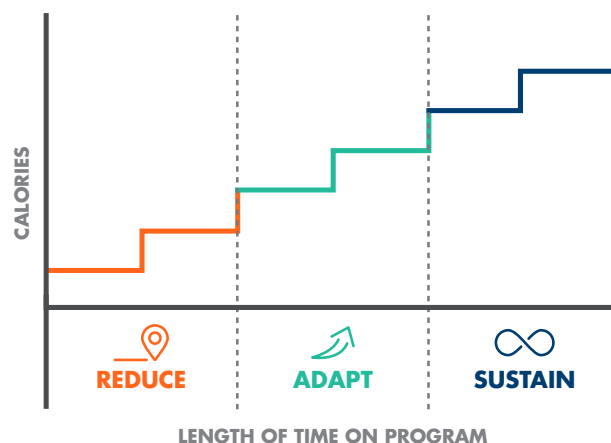 CALORIES
REDUCE
ADAPT
SUSTAIN
LENGTH OF TIME ON PROGRAM